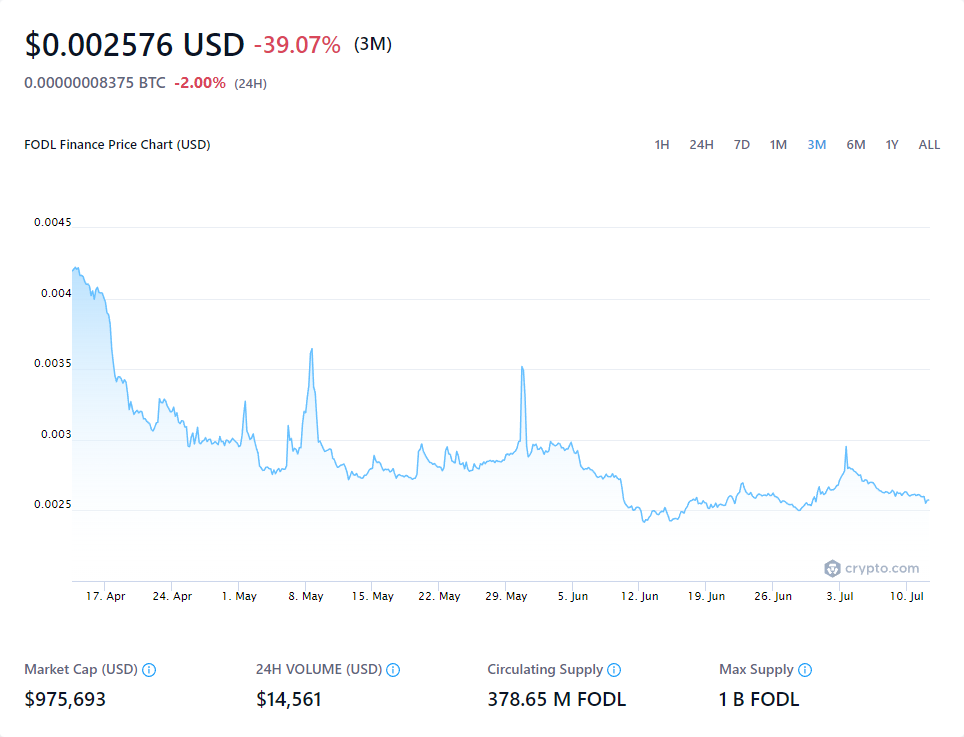 $0.002576 USD -39.07% (3M)
0.00000008375 BTC -2.00% (24H)
FODL Finance Price Chart (USD) 1H 24H 7D 1M 3M 6M 1Y ALL
0.0045
0.004
0.0035
0.003
0.0025
crypto.com
17. Apr 24. Apr 1. May 8. May 15. May 22. May 29. May 5. Jun 12. Jun 19. Jun 26. Jun 3. Jul 10. Jul
Market Cap (USD) 24H VOLUME (USD) Circulating Supply Max Supply
$975,693 $14,561 378.65 M FODL 1 B FODL